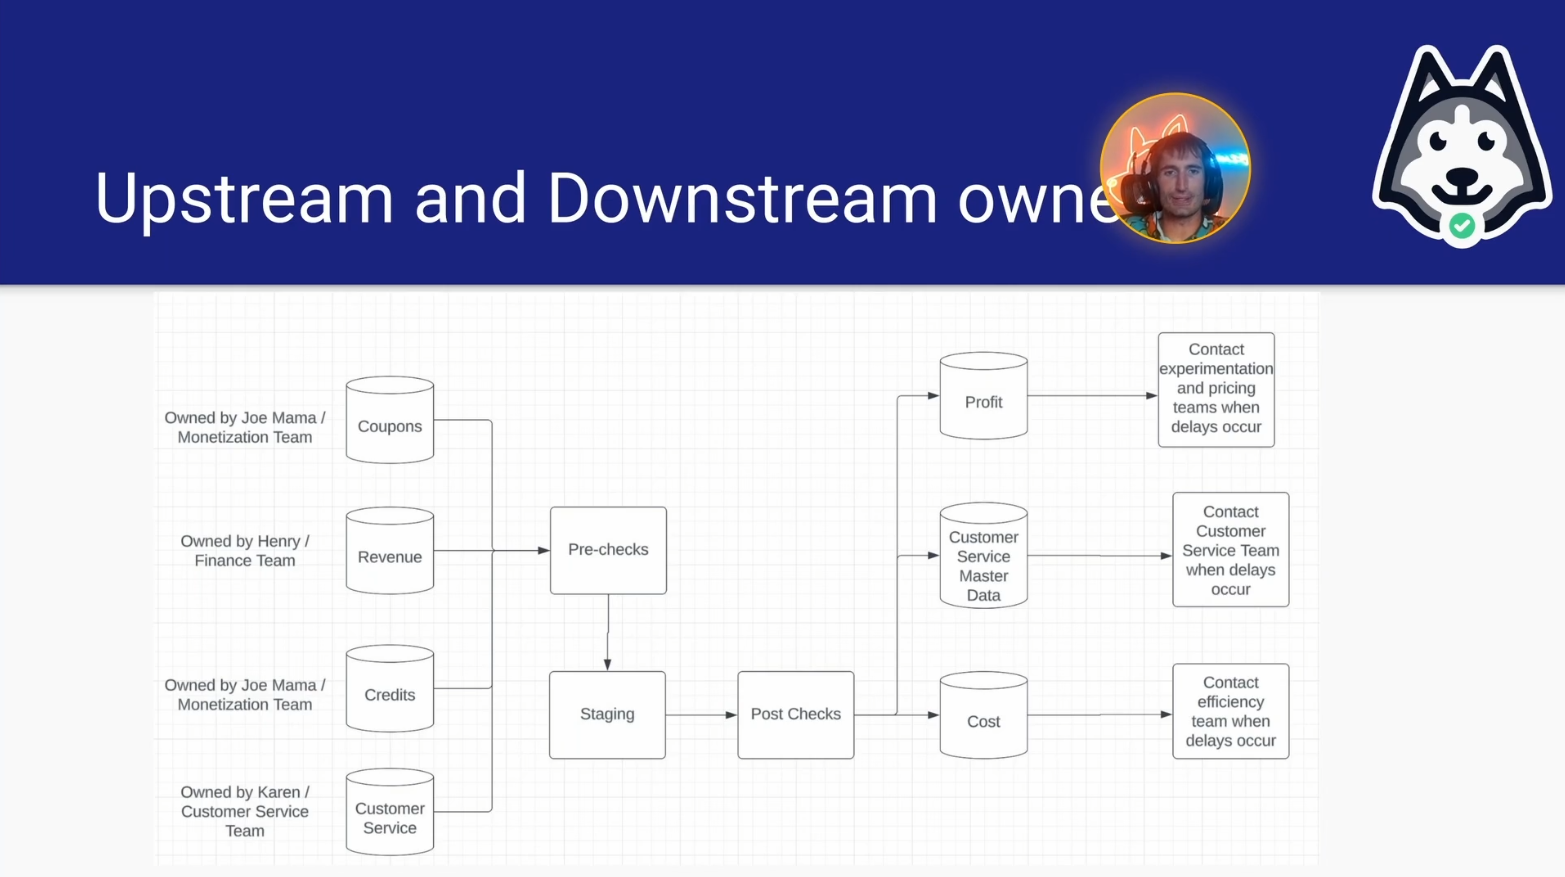 Upstream and Downstream owne
Owned by Joe Mama /
Monetization Team
Coupons
Owned by Henry /
Finance Team
Revenue
Owned by Joe Mama /
Monetization Team
Credits
Owned by Karen /
Customer Service
Team
Customer
Service
Pre-checks
Staging
Post Checks
Profit
Customer
Service
Master
Data
Cost
Contact
experimentation
and pricing
teams when
delays occur
Contact
Customer
Service Team
when delays
occur
Contact
efficiency
team when
delays occur